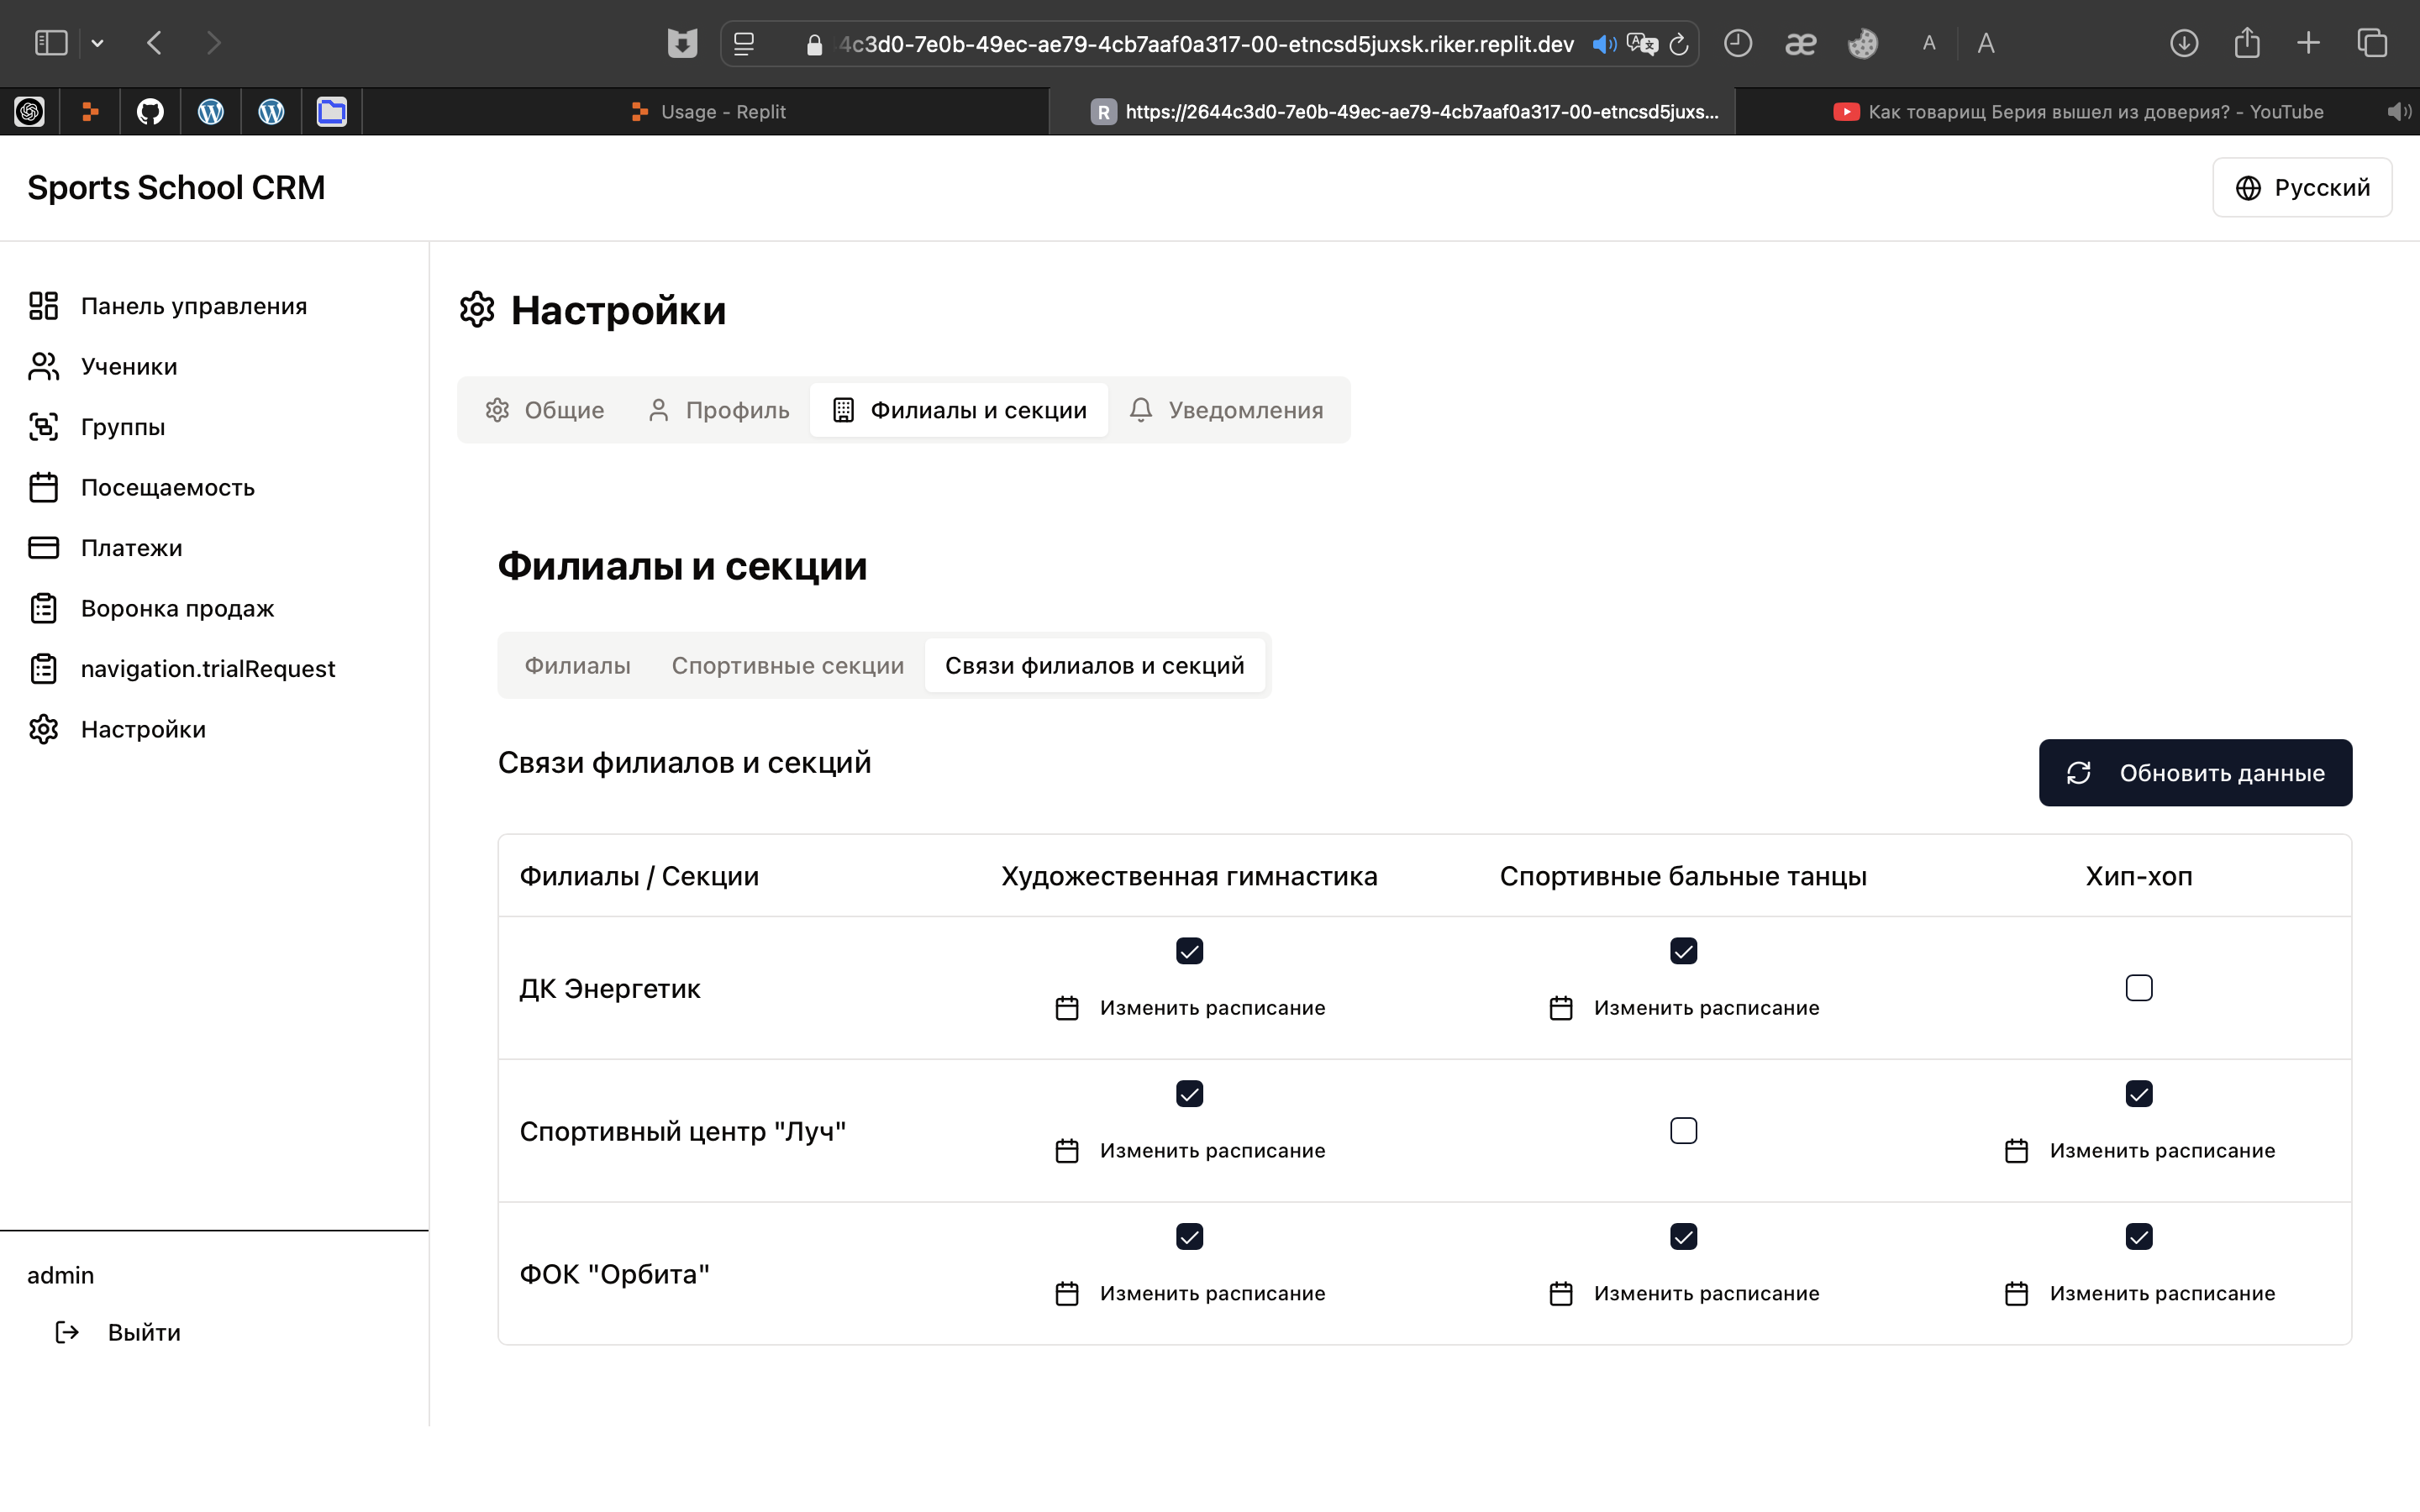 4c3d0-7e0b-49ec-ae79-4cb7aaf0a317-00-etncsd5juxsk.riker.replit.dev
æ A A
Usage - Replit
R https://2644c3d0-7e0b-49ec-ae79-4cb7aaf0a317-00-etncsd5juxs...
Как товарищ Берия вышел из доверия? - YouTube
Sports School CRM
Русский
Панель управления
Ученики
Группы
Посещаемость
Платежи
Воронка продаж
navigation.trialRequest
Настройки
admin
Выйти
Настройки
Общие Профиль Филиалы и секции Уведомления
Филиалы и секции
Филиалы Спортивные секции Связи филиалов и секций
Связи филиалов и секций
Обновить данные
Филиалы / Секции Художественная гимнастика Спортивные бальные танцы Хип-хоп
ДК Энергетик
Изменить расписание Изменить расписание
Спортивный центр "Луч"
Изменить расписание Изменить расписание
ФОК "Орбита"
Изменить расписание Изменить расписание Изменить расписание